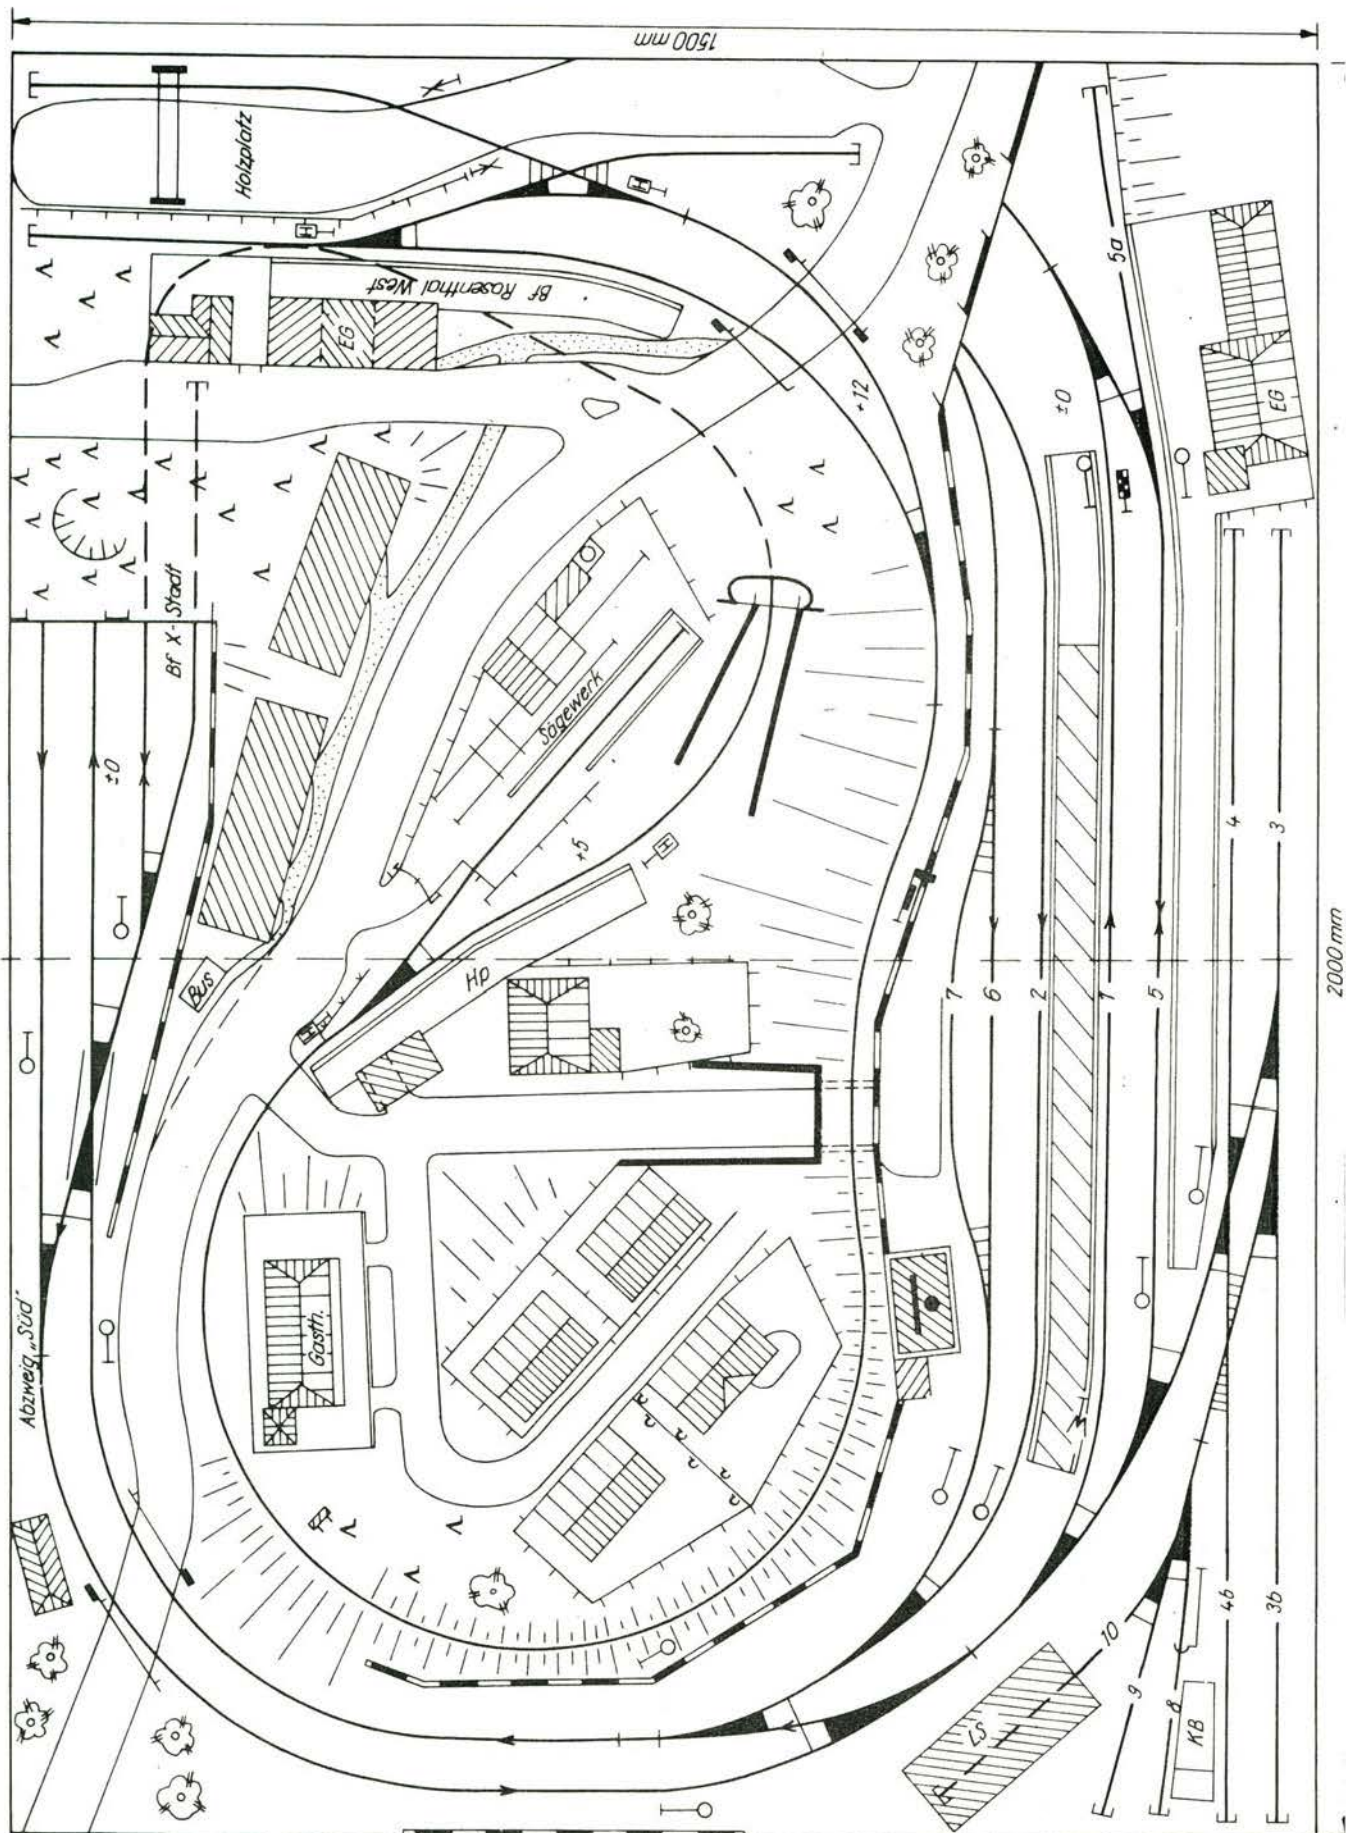 Abzweig „Süd"
±0
Bf X-Stadt
Bus
Holzplatz
H
Gasth.
H
EG
Bf Rosenthal West
Hp
Sägewerk
+5
H
H
1500 mm
+12
7
6
LS
2
±0
1
10
5a
9
5
8
KB
4b
4
3b
3
EG
2000 mm